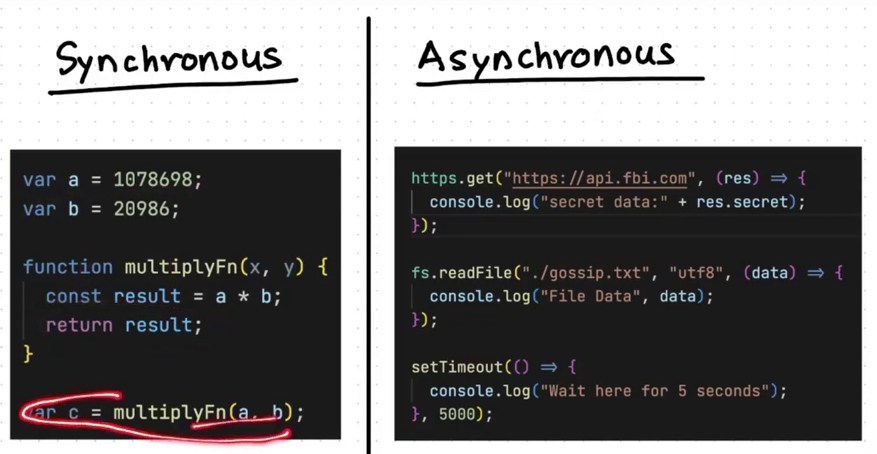 Synchronous
var a = 1078698;
var b = 20986;
function multiplyFn(x, y) {
const result = a * b;
return result;
}
var c = multiplyFn(a, b);
Asynchronous
https.get("https://api.fbi.com", (res) => {
console.log("secret data:" + res.secret);
});
fs.readFile("./gossip.txt", "utf8", (data) => {
console.log("File Data", data);
});
setTimeout(() => {
console.log("Wait here for 5 seconds");
}, 5000);